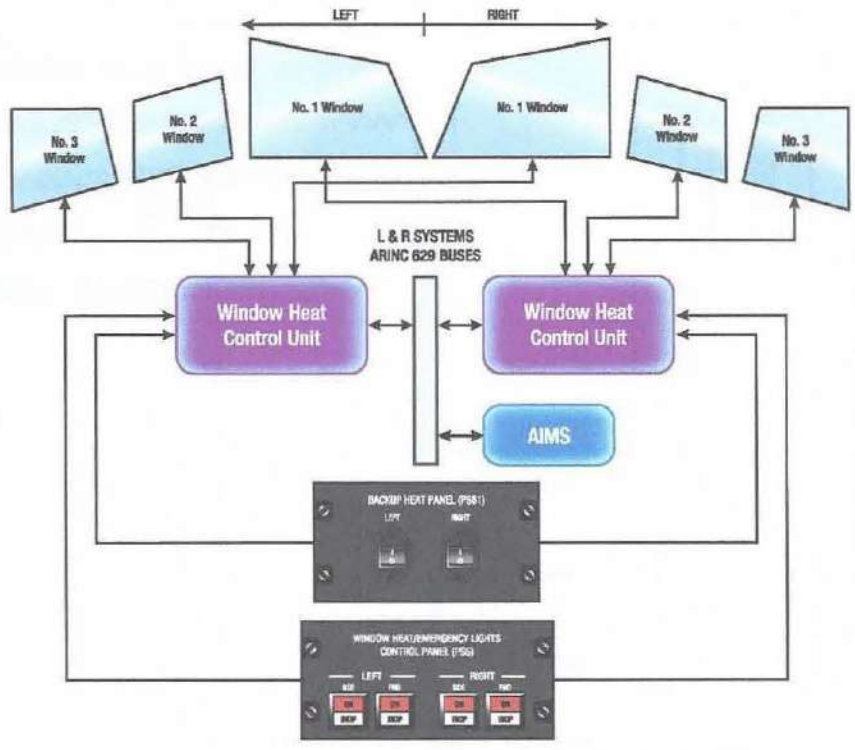 LEFT
RIGHT
No. 3
Window
No. 2
Window
No. 1 Window
No. 1 Window
No. 2
Window
No. 3
Window
L & R SYSTEMS
ARINC 629 BUSES
Window Heat
Control Unit
Window Heat
Control Unit
AIMS
BACKUP HEAT PANEL (P561)
LEFT
RIGHT
WINDOW HEAT/EMERGENCY LIGHTS
CONTROL PANEL (P5)
LEFT
RIGHT
SIDE
FWD
SIDE
FWD
ON
ON
ON
ON
INOP
INOP
INOP
INOP